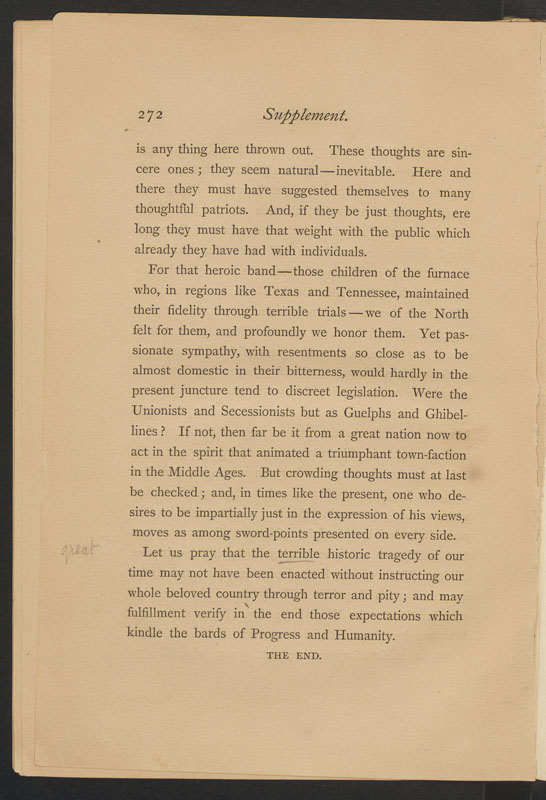 272 Supplement.
is any thing here thrown out. These thoughts are sin-
cere ones; they seem natural—inevitable. Here and
there they must have suggested themselves to many
thoughtful patriots. And, if they be just thoughts, ere
long they must have that weight with the public which
already they have had with individuals.
For that heroic band—those children of the furnace
who, in regions like Texas and Tennessee, maintained
their fidelity through terrible trials—we of the North
felt for them, and profoundly we honor them. Yet pas-
sionate sympathy, with resentments so close as to be
almost domestic in their bitterness, would hardly in the
present juncture tend to discreet legislation. Were the
Unionists and Secessionists but as Guelphs and Ghibel-
lines? If not, then far be it from a great nation now to
act in the spirit that animated a triumphant town-faction
in the Middle Ages. But crowding thoughts must at last
be checked; and, in times like the present, one who de-
sires to be impartially just in the expression of his views,
moves as among sword-points presented on every side.
great
Let us pray that the terrible historic tragedy of our
time may not have been enacted without instructing our
whole beloved country through terror and pity; and may
fulfillment verify in the end those expectations which
kindle the bards of Progress and Humanity.
THE END.